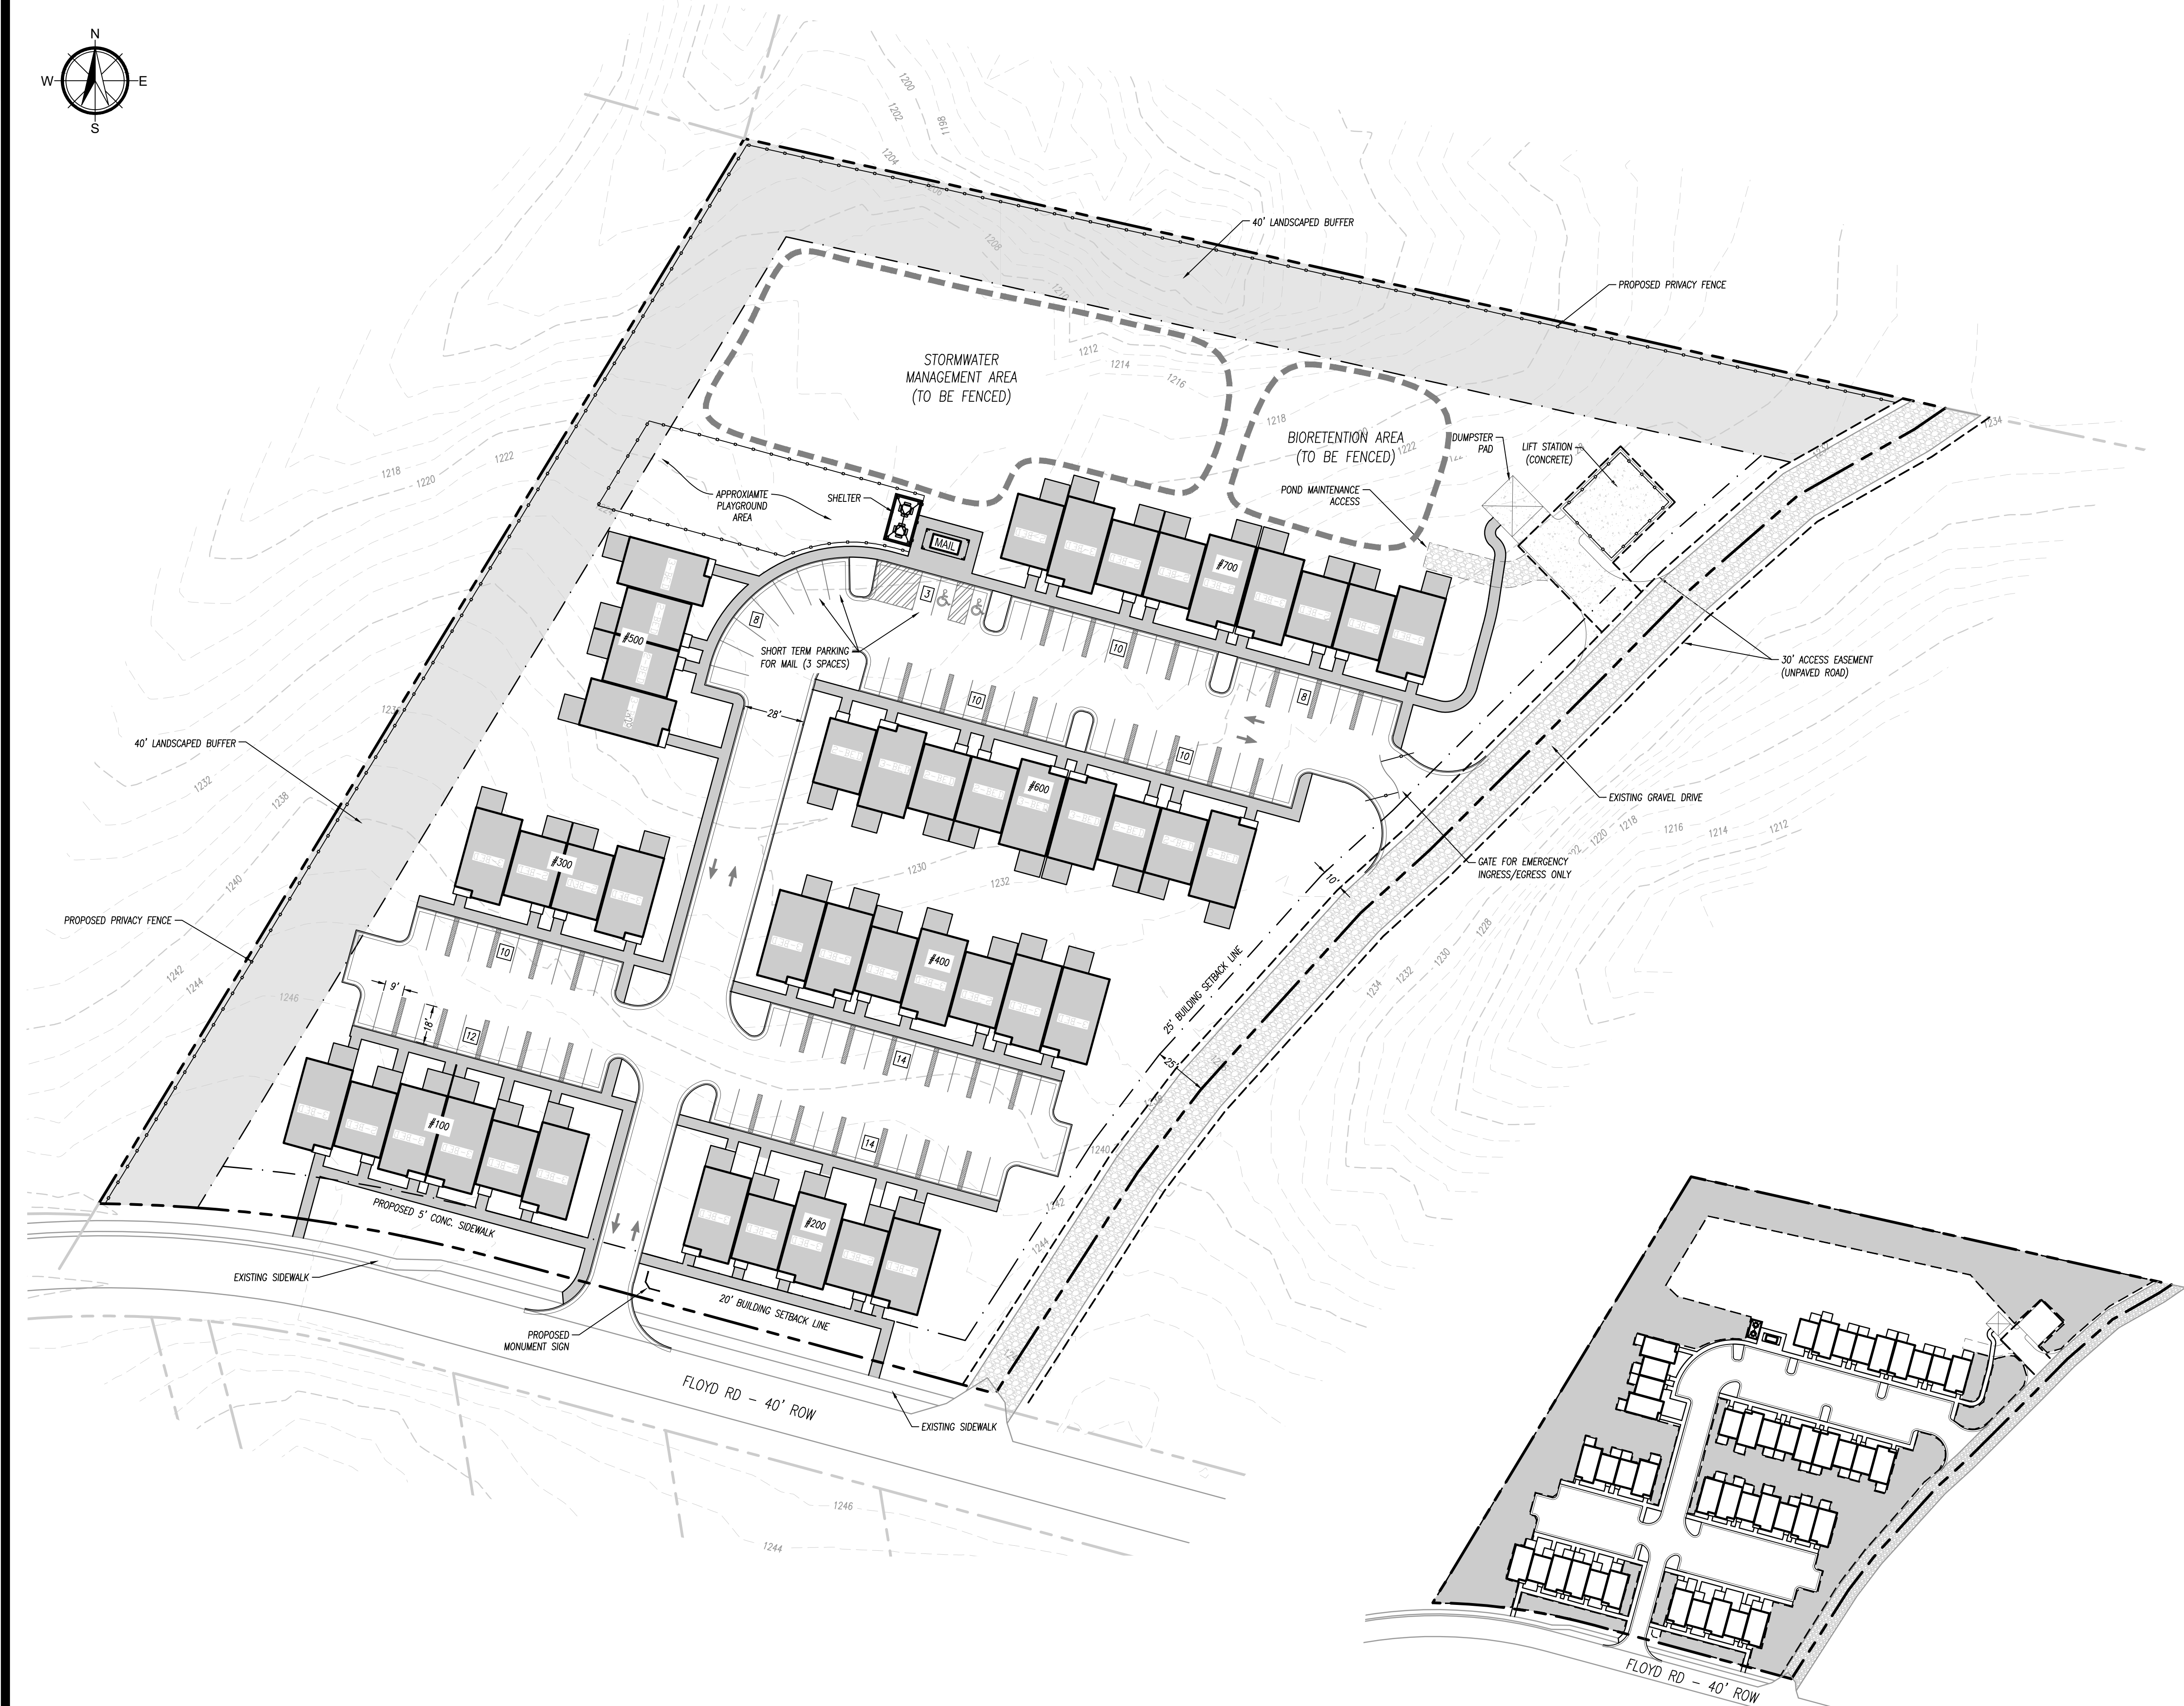 N
W E
S
1200
1202
1198
1204
1206
1208
1210
40' LANDSCAPED BUFFER
PROPOSED PRIVACY FENCE
STORMWATER
MANAGEMENT AREA
(TO BE FENCED)
1212
1214
1216
1218
BIORETENTION AREA
(TO BE FENCED)
1222
DUMPSTER
PAD
LIFT STATION
(CONCRETE)
1234
POND MAINTENANCE
ACCESS
1218
1220
1222
APPROXIAMTE
PLAYGROUND
AREA
SHELTER
MAIL
#700
#500
3
8
SHORT TERM PARKING
FOR MAIL (3 SPACES)
10
10
8
10
30' ACCESS EASEMENT
(UNPAVED ROAD)
28'
40' LANDSCAPED BUFFER
1232
1238
#600
EXISTING GRAVEL DRIVE
1220
1218
1216
1214
1212
#300
1230
1232
GATE FOR EMERGENCY
INGRESS/EGRESS ONLY
10'
1240
PROPOSED PRIVACY FENCE
1242
1244
1246
10
#400
25' BUILDING SETBACK LINE
1228
1230
1232
1234
9'
18'
12
14
25'
#100
14
1240
1242
1244
#200
PROPOSED 5' CONC. SIDEWALK
EXISTING SIDEWALK
20' BUILDING SETBACK LINE
PROPOSED
MONUMENT SIGN
FLOYD RD - 40' ROW
EXISTING SIDEWALK
1246
1244
FLOYD RD - 40' ROW